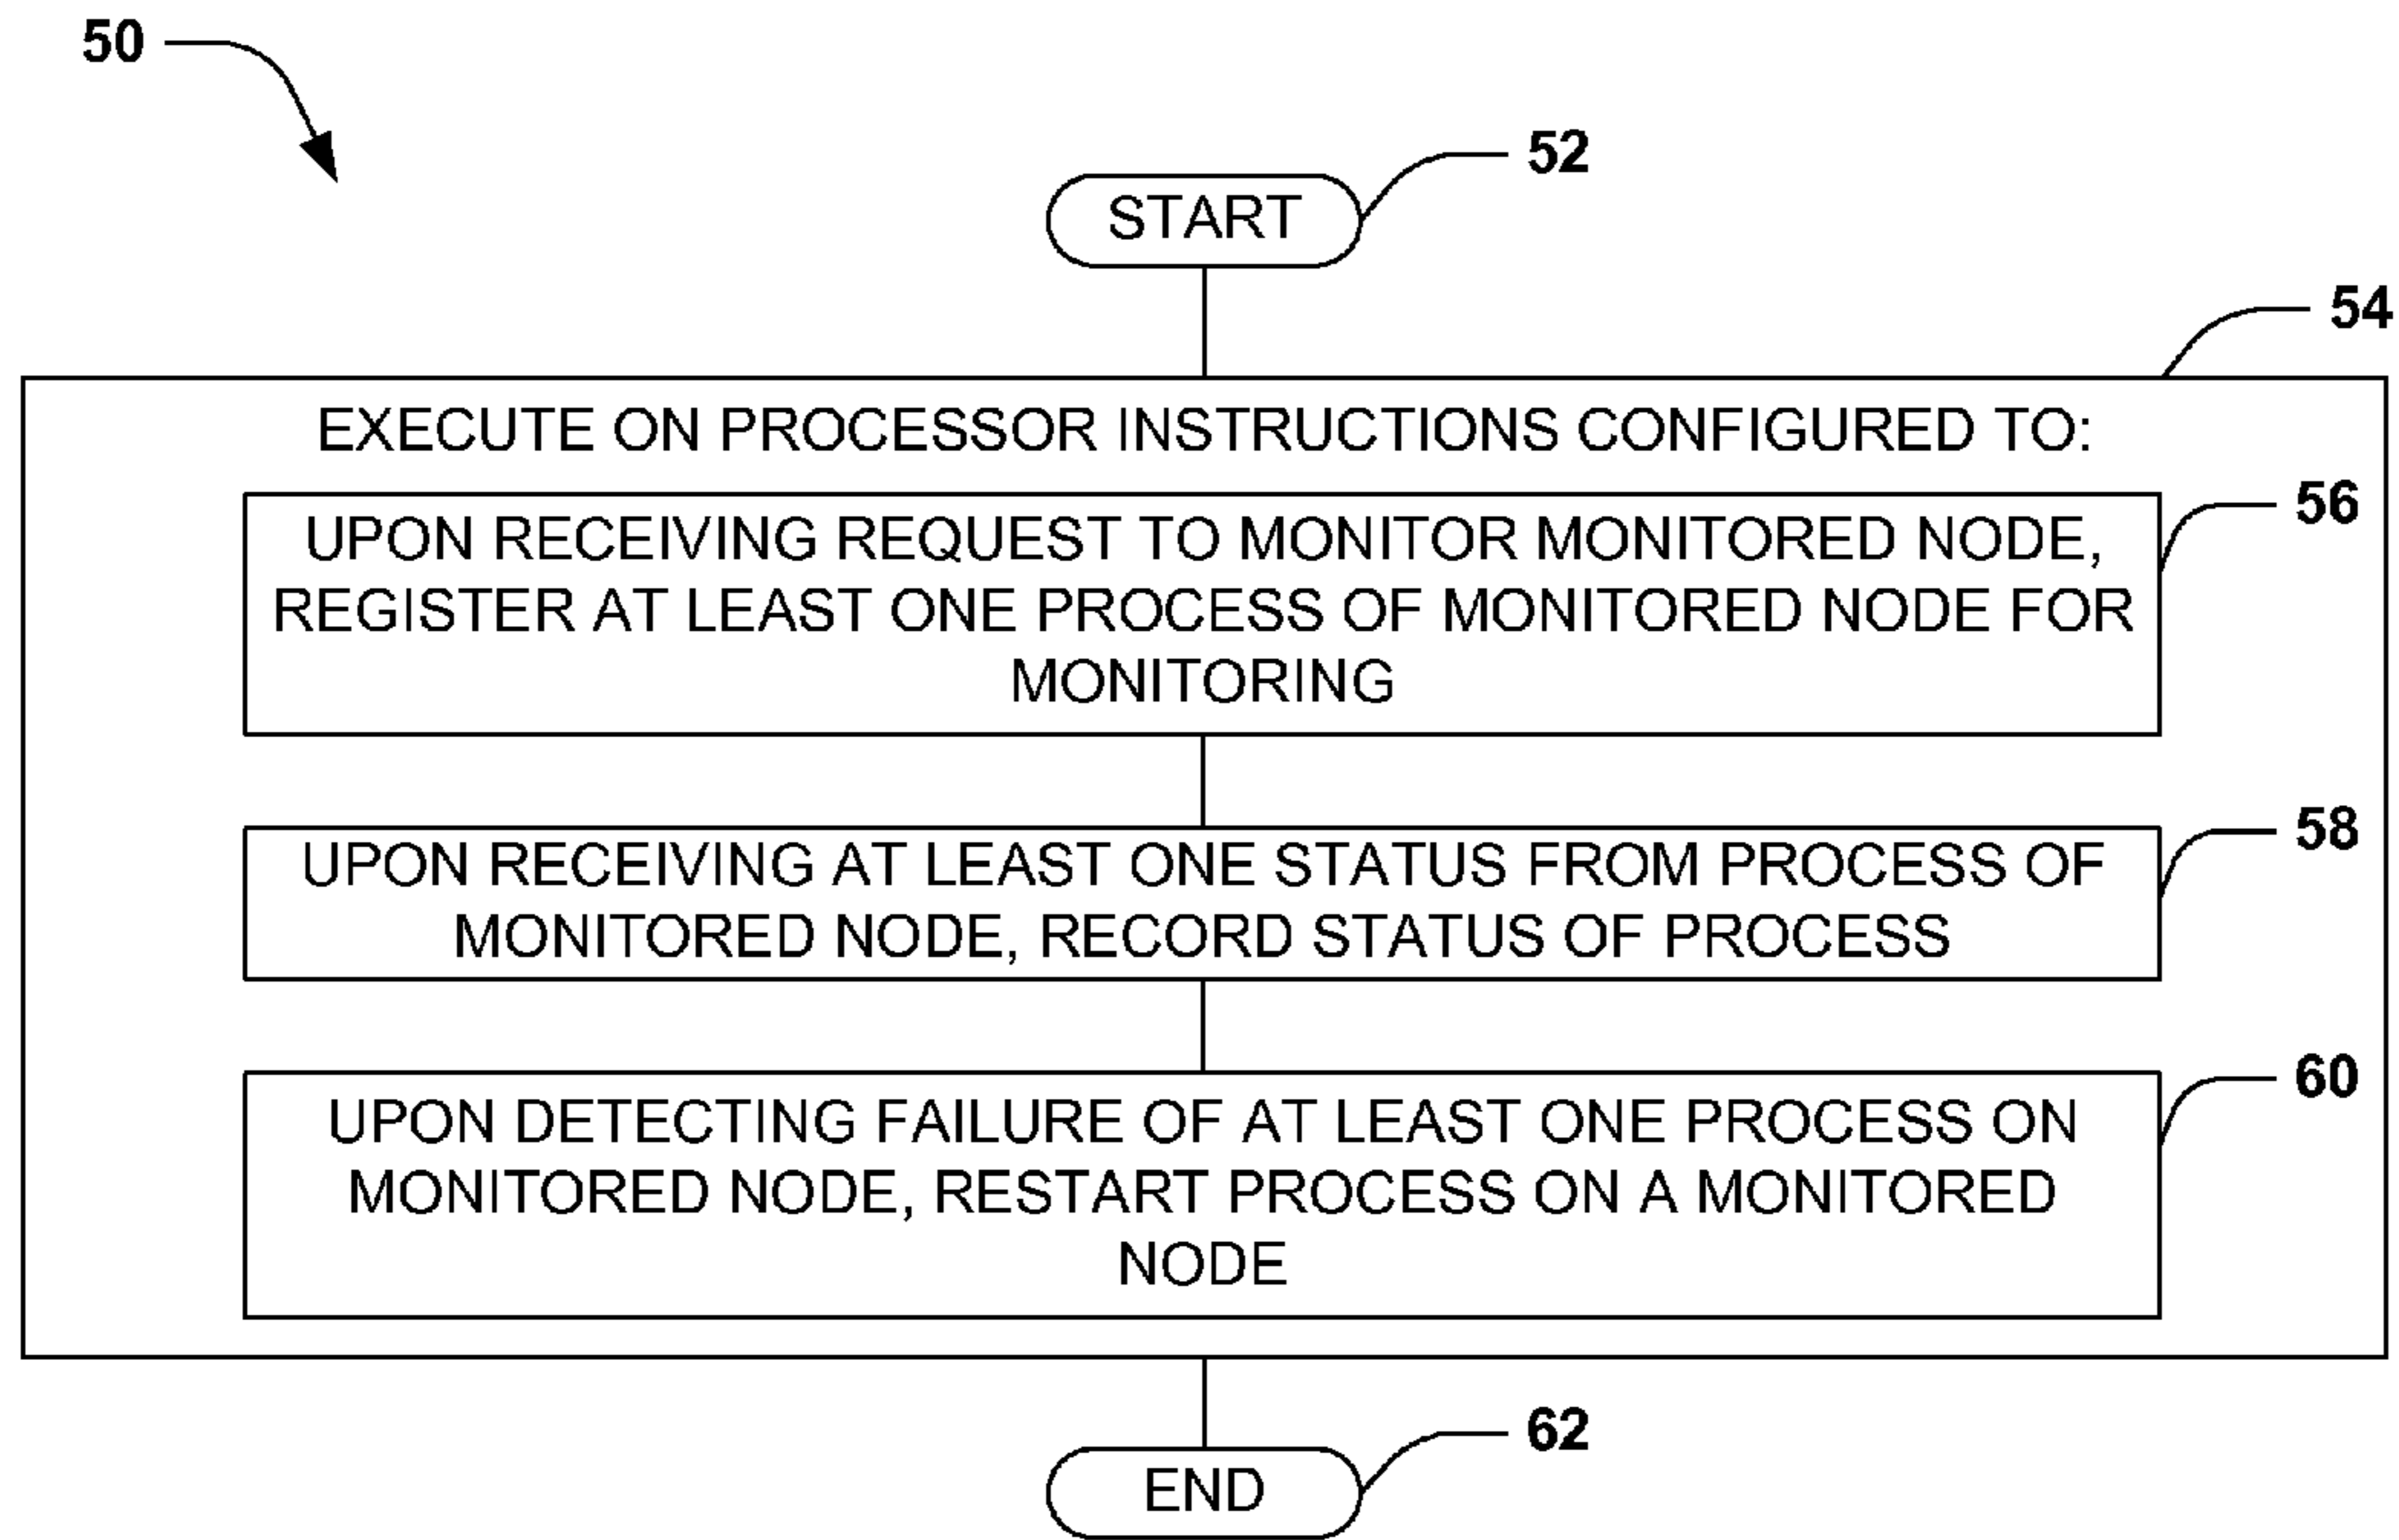 50
52
START
54
EXECUTE ON PROCESSOR INSTRUCTIONS CONFIGURED TO:
56
UPON RECEIVING REQUEST TO MONITOR MONITORED NODE,
REGISTER AT LEAST ONE PROCESS OF MONITORED NODE FOR
MONITORING
58
UPON RECEIVING AT LEAST ONE STATUS FROM PROCESS OF
MONITORED NODE, RECORD STATUS OF PROCESS
60
UPON DETECTING FAILURE OF AT LEAST ONE PROCESS ON
MONITORED NODE, RESTART PROCESS ON A MONITORED
NODE
62
END